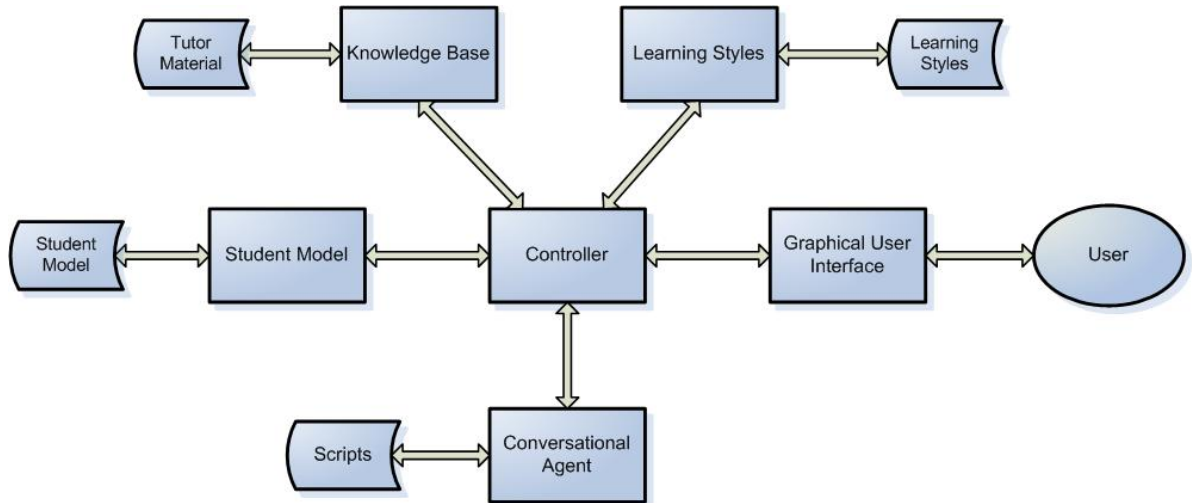 Tutor
Material
Knowledge Base
Learning Styles
Learning
Styles
Student
Model
Student Model
Controller
Graphical User
Interface
User
Scripts
Conversational
Agent